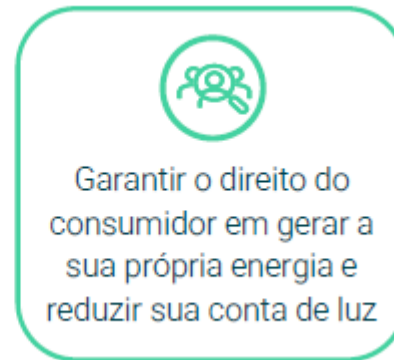 Garantir o direito do
consumidor em gerar a
sua própria energia e
reduzir sua conta de luz